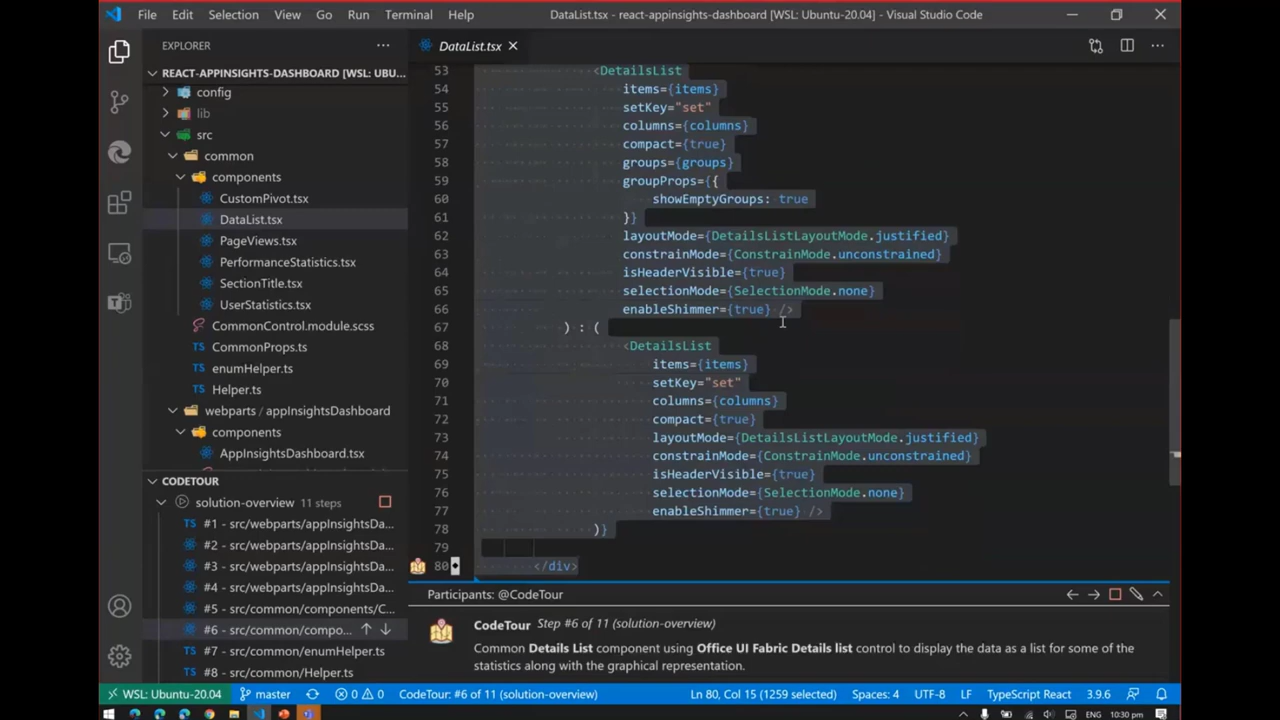 File Edit Selection View Go Run Terminal Help
DataList.tsx - react-appinsights-dashboard [WSL: Ubuntu-20.04] - Visual Studio Code
EXPLORER
REACT-APPINSIGHTS-DASHBOARD [WSL: UBU...
config
lib
src
common
components
CustomPivot.tsx
DataList.tsx
PageViews.tsx
PerformanceStatistics.tsx
SectionTitle.tsx
UserStatistics.tsx
CommonControl.module.scss
TS CommonProps.ts
TS enumHelper.ts
TS Helper.ts
webparts / appInsightsDashboard
components
AppInsightsDashboard.tsx
CODETOUR
solution-overview 11 steps
TS #1 - src/webparts/appInsightsDa...
TS #2 - src/webparts/appInsightsDa...
TS #3 - src/webparts/appInsightsDa...
#4 - src/webparts/appInsightsDa...
#5 - src/common/components/C...
#6 - src/common/compo...
TS #7 - src/common/enumHelper.ts
TS #8 - src/common/Helper.ts
DataList.tsx
53 <DetailsList
54 items={items}
55 setKey="set"
56 columns={columns}
57 compact={true}
58 groups={groups}
59 groupProps={{
60 showEmptyGroups: true
61 }}
62 layoutMode={DetailsListLayoutMode.justified}
63 constrainMode={ConstrainMode.unconstrained}
64 isHeaderVisible={true}
65 selectionMode={SelectionMode.none}
66 enableShimmer={true} />
67 ) : (
68 <DetailsList
69 items={items}
70 setKey="set"
71 columns={columns}
72 compact={true}
73 layoutMode={DetailsListLayoutMode.justified}
74 constrainMode={ConstrainMode.unconstrained}
75 isHeaderVisible={true}
76 selectionMode={SelectionMode.none}
77 enableShimmer={true} />
78 )}
79
80 </div>
Participants: @CodeTour
CodeTour Step #6 of 11 (solution-overview)
Common Details List component using Office UI Fabric Details list control to display the data as a list for some of the
statistics along with the graphical representation.
WSL: Ubuntu-20.04 master 0 0 CodeTour: #6 of 11 (solution-overview) Ln 80, Col 15 (1259 selected) Spaces: 4 UTF-8 LF TypeScript React 3.9.6
ENG 10:30 pm